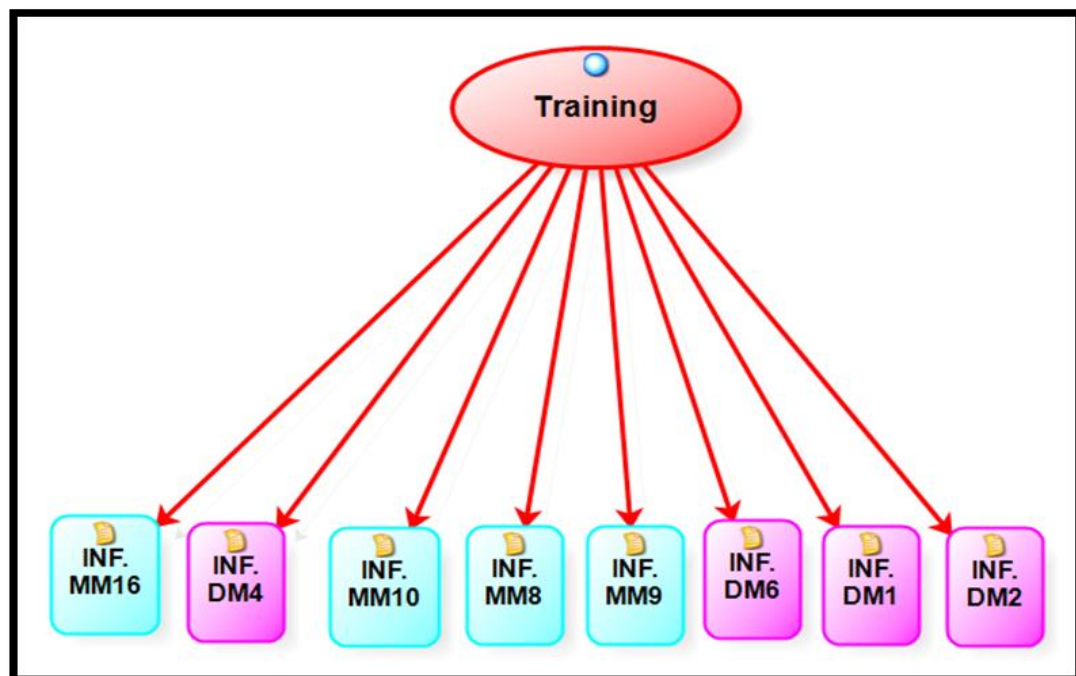 Training
INF.
MM16
INF.
DM4
INF.
MM10
INF.
MM8
INF.
MM9
INF.
DM6
INF.
DM1
INF.
DM2